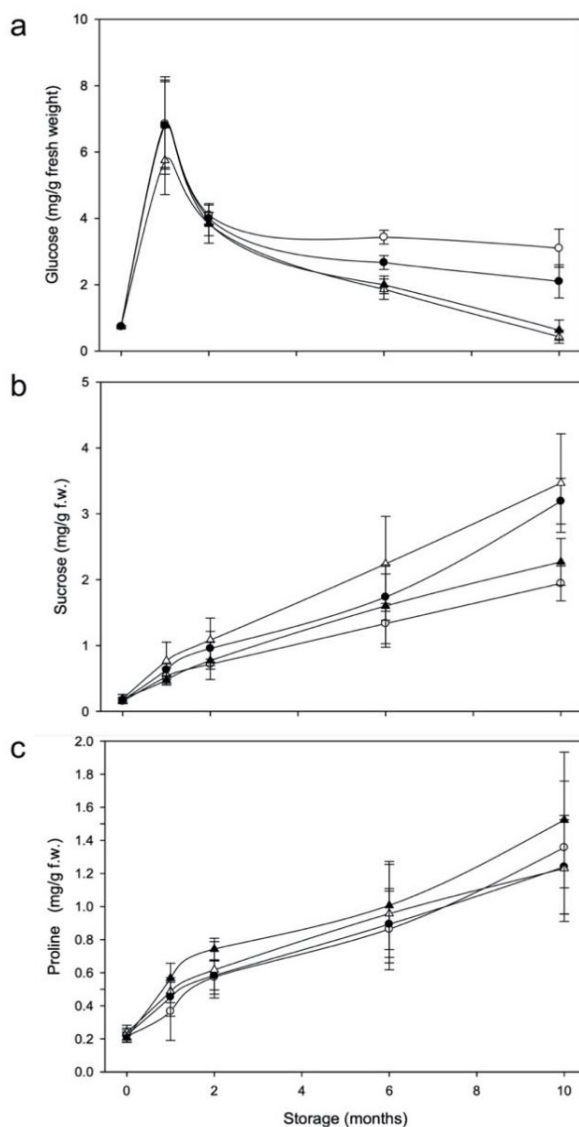 a
10
8
6
4
2
0
Glucose (mg/g fresh weight)
b
5
4
3
2
1
0
Sucrose (mg/g f.w.)
c
2.0
1.8
1.6
1.4
1.2
1.0
0.8
0.6
0.4
0.2
0.0
Proline (mg/g f.w.)
0 2 4 6 8 10
Storage (months)